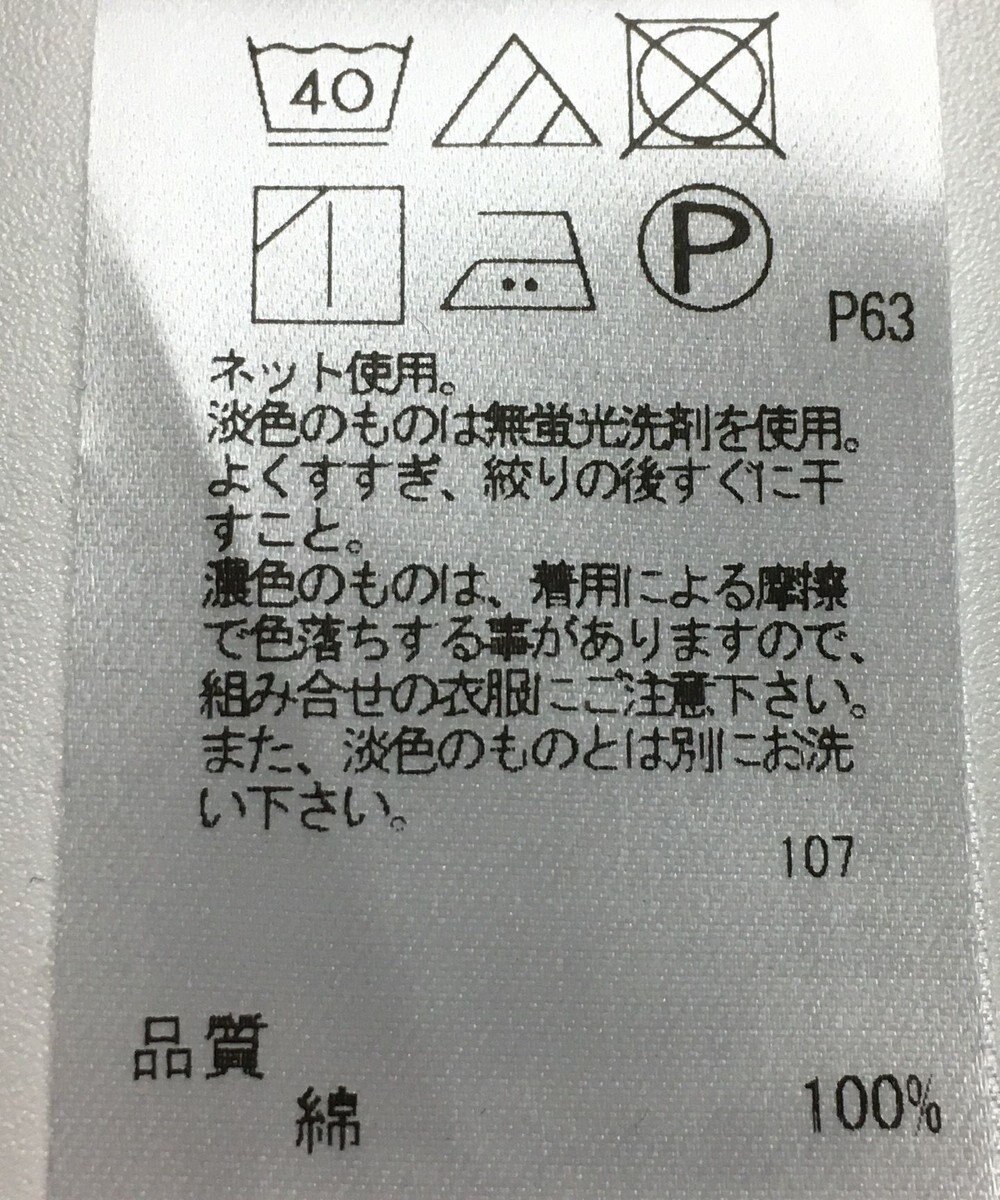 40
P
P63
ネット使用。
淡色のものは無蛍光洗剤を使用。
よくすすぎ、絞りの後すぐに干
すこと。
濃色のものは、着用による摩擦
で色落ちする事がありますので、
組み合せの衣服にご注意下さい。
また、淡色のものとは別にお洗
い下さい。
107
品質
綿 100%